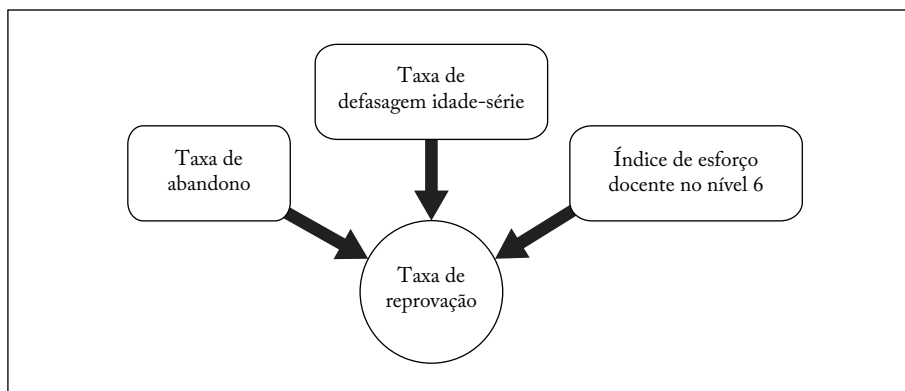 Taxa de
defasagem idade-série
Taxa de
abandono
Índice de esforço
docente no nível 6
Taxa de
reprovação